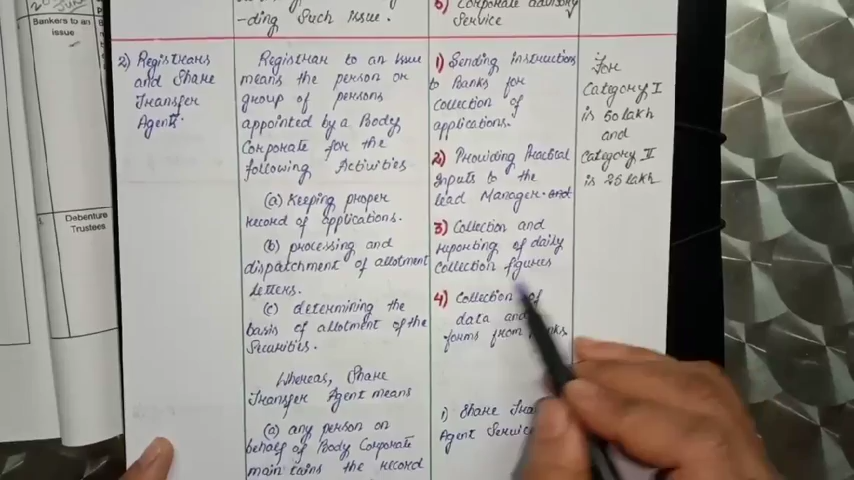 Bankers to an
issue
Debenture
Trustees
-ding Such issue.
5) Corporate advisory
Service
2) Registrars
and Share
Transfer
Agents.
Registrar to an issue
means the person or
group of persons
appointed by a Body
Corporate for the
following Activities
(a) Keeping proper
record of applications.
(b) processing and
dispatchment of allotment
letters.
(c) determining the
basis of allotment of the
Securities.
Whereas, Share
Transfer Agent means
(a) any person on
behalf of Body Corporate
maintains the record
1) Sending instructions
to Banks for
Collection of
applications.
2) Providing Practical
inputs to the
lead Manager.
3) Collection and
reporting of daily
Collection figures
4) Collection of
data and
forms from
1) Share
Agent
For
Category I
is 50 lakh
and
Category II
is 25 lakh